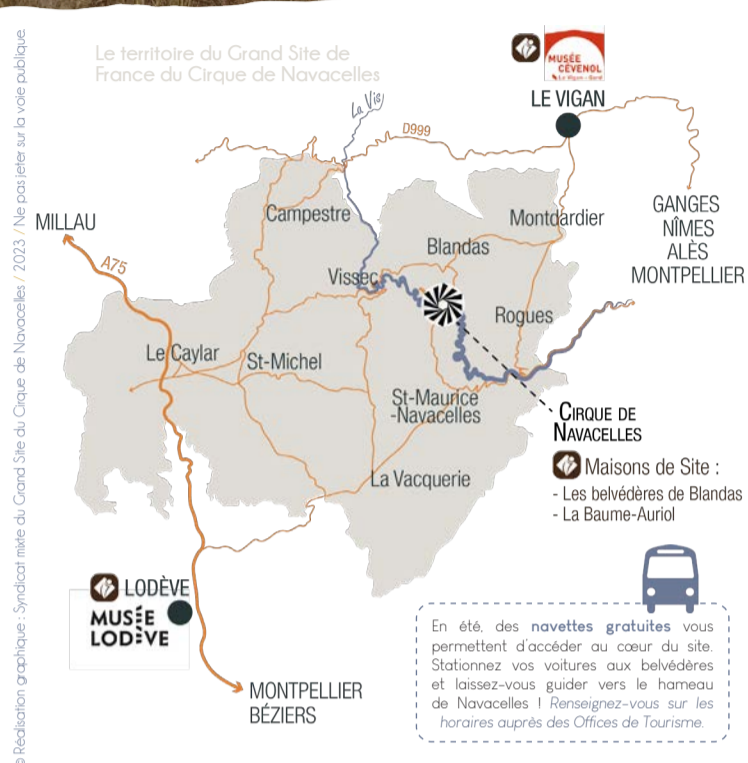 © Réalisation graphique : Syndicat mixte du Grand Site du Cirque de Navacelles / 2023 / Ne pas jeter sur la voie publique.
Le territoire du Grand Site de
France du Cirque de Navacelles
MUSÉE
CÉVENOL
Le Vigan - Gard
LE VIGAN
La Vis
D999
GANGES
NÎMES
ALÈS
MONTPELLIER
MILLAU
A75
Campestre
Montdardier
Blandas
Vissec
Rogues
Le Caylar
St-Michel
St-Maurice
-Navacelles
CIRQUE DE
NAVACELLES
La Vacquerie
Maisons de Site :
- Les belvédères de Blandas
- La Baume-Auriol
LODÈVE
MUSÉE
LODÈVE
MONTPELLIER
BÉZIERS
En été, des navettes gratuites vous
permettent d'accéder au cœur du site.
Stationnez vos voitures aux belvédères
et laissez-vous guider vers le hameau
de Navacelles ! Renseignez-vous sur les
horaires auprès des Offices de Tourisme.